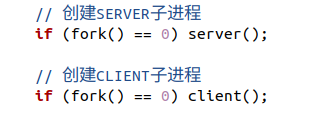 // 创建SERVER子进程
if (fork() == 0) server();
// 创建CLIENT子进程
if (fork() == 0) client();